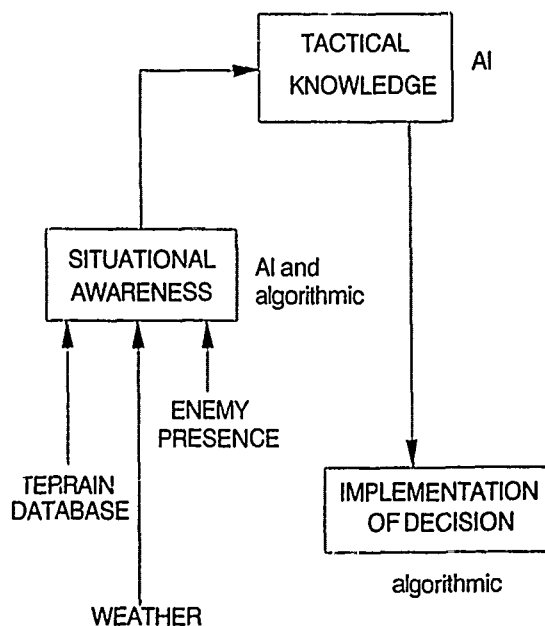 TACTICAL
KNOWLEDGE
AI
SITUATIONAL
AWARENESS
AI and
algorithmic
ENEMY
PRESENCE
TERRAIN
DATABASE
IMPLEMENTATION
OF DECISION
algorithmic
WEATHER